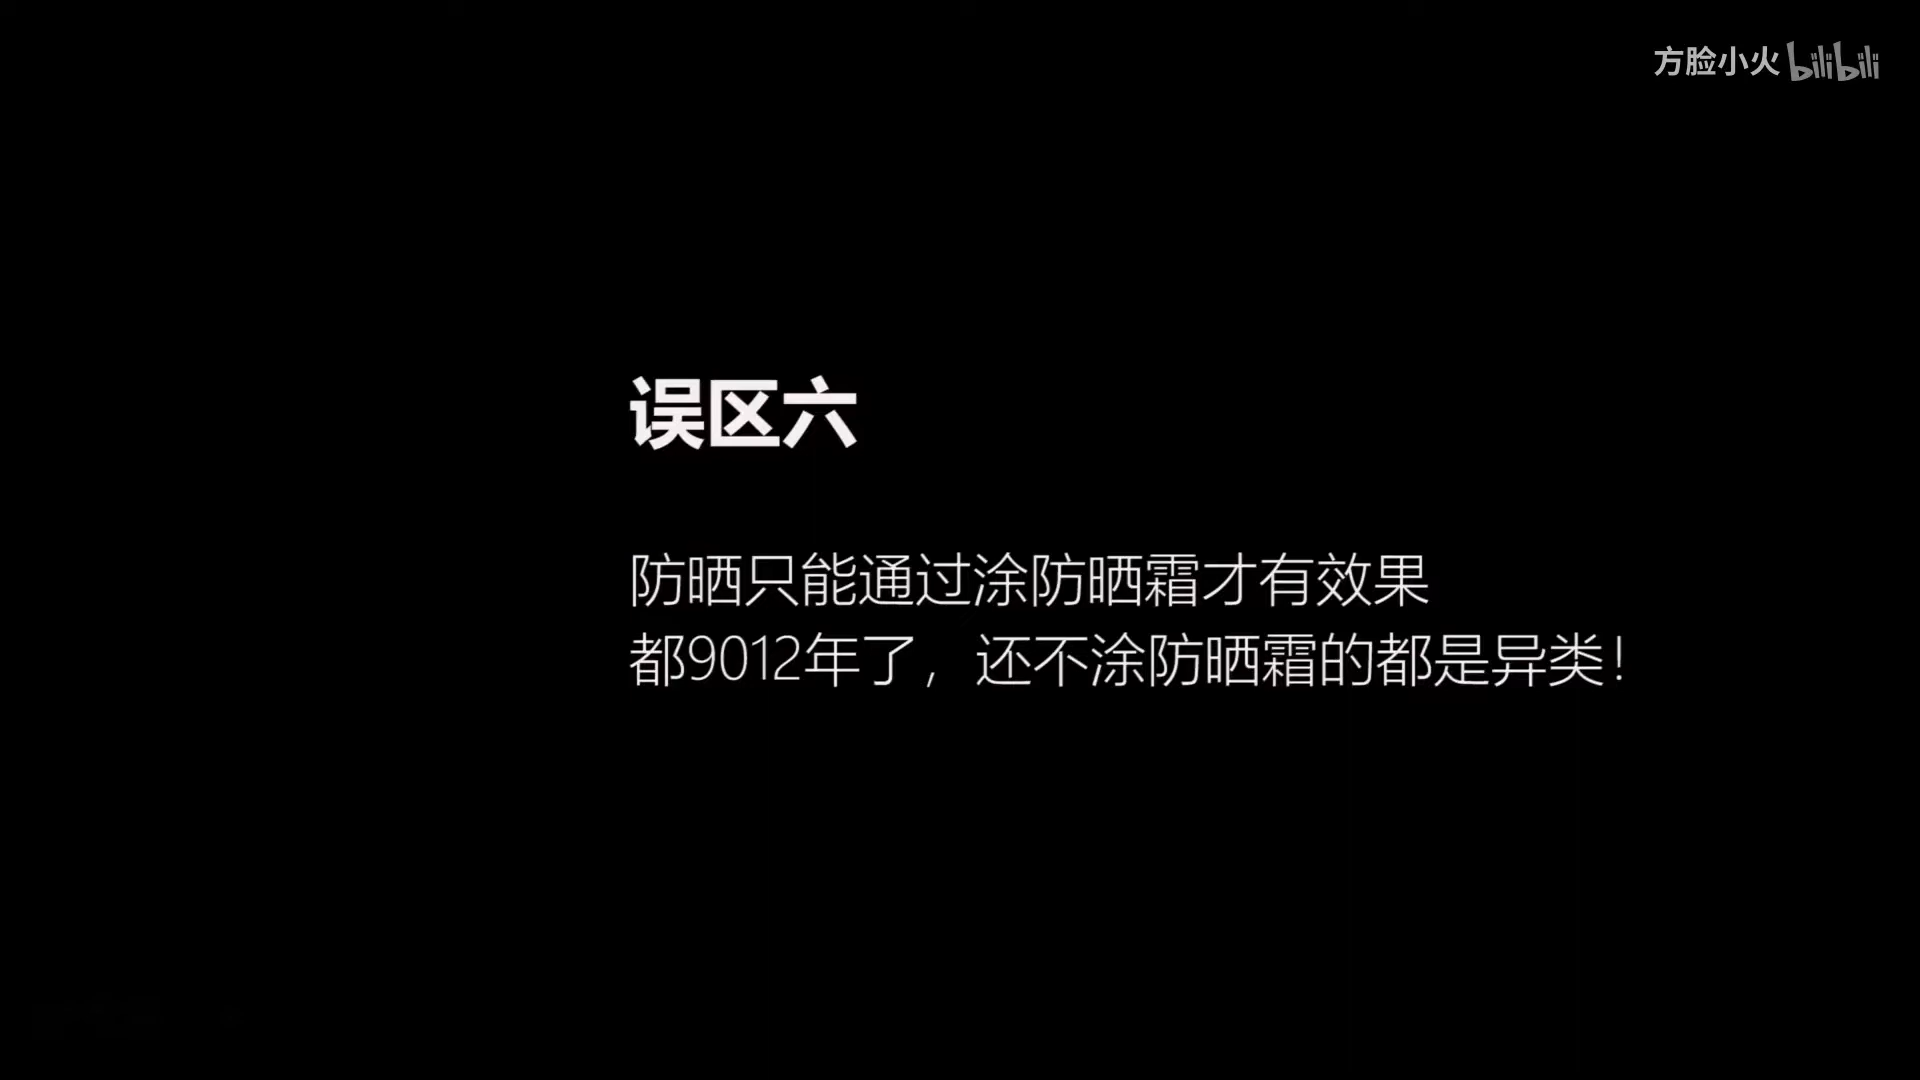 方脸小火 bilibili
误区六
防晒只能通过涂防晒霜才有效果
都9012年了，还不涂防晒霜的都是异类！